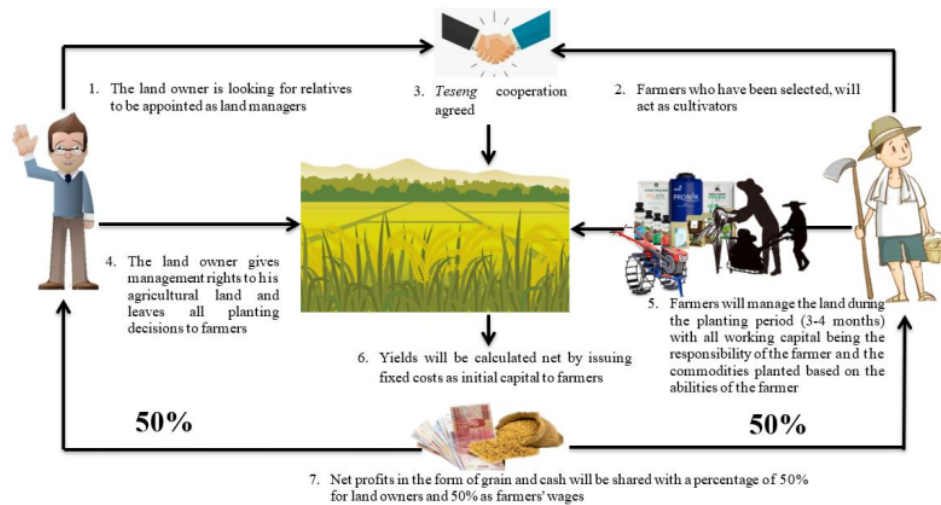 1. The land owner is looking for relatives
to be appointed as land managers
3. Teseng cooperation
agreed
2. Farmers who have been selected, will
act as cultivators
PRONIK
4. The land owner gives
management rights to his
agricultural land and
leaves all planting
decisions to farmers
5. Farmers will manage the land during
the planting period (3-4 months)
with all working capital being the
responsibility of the farmer and the
commodities planted based on the
abilities of the farmer
6. Yields will be calculated net by issuing
fixed costs as initial capital to farmers
50%
50%
7. Net profits in the form of grain and cash will be shared with a percentage of 50%
for land owners and 50% as farmers' wages